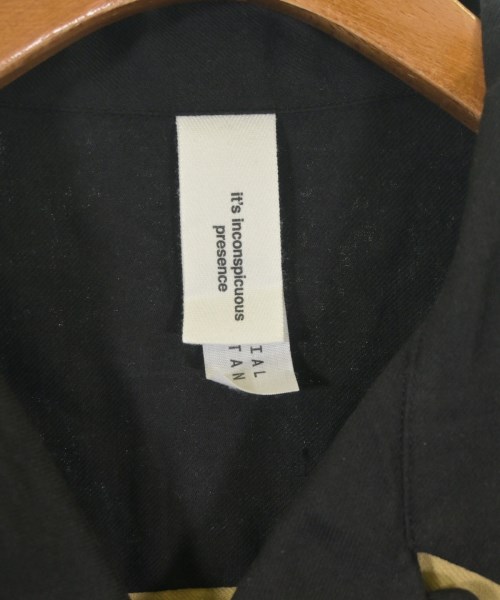 it's inconspicuous
presence
IAL
TAN